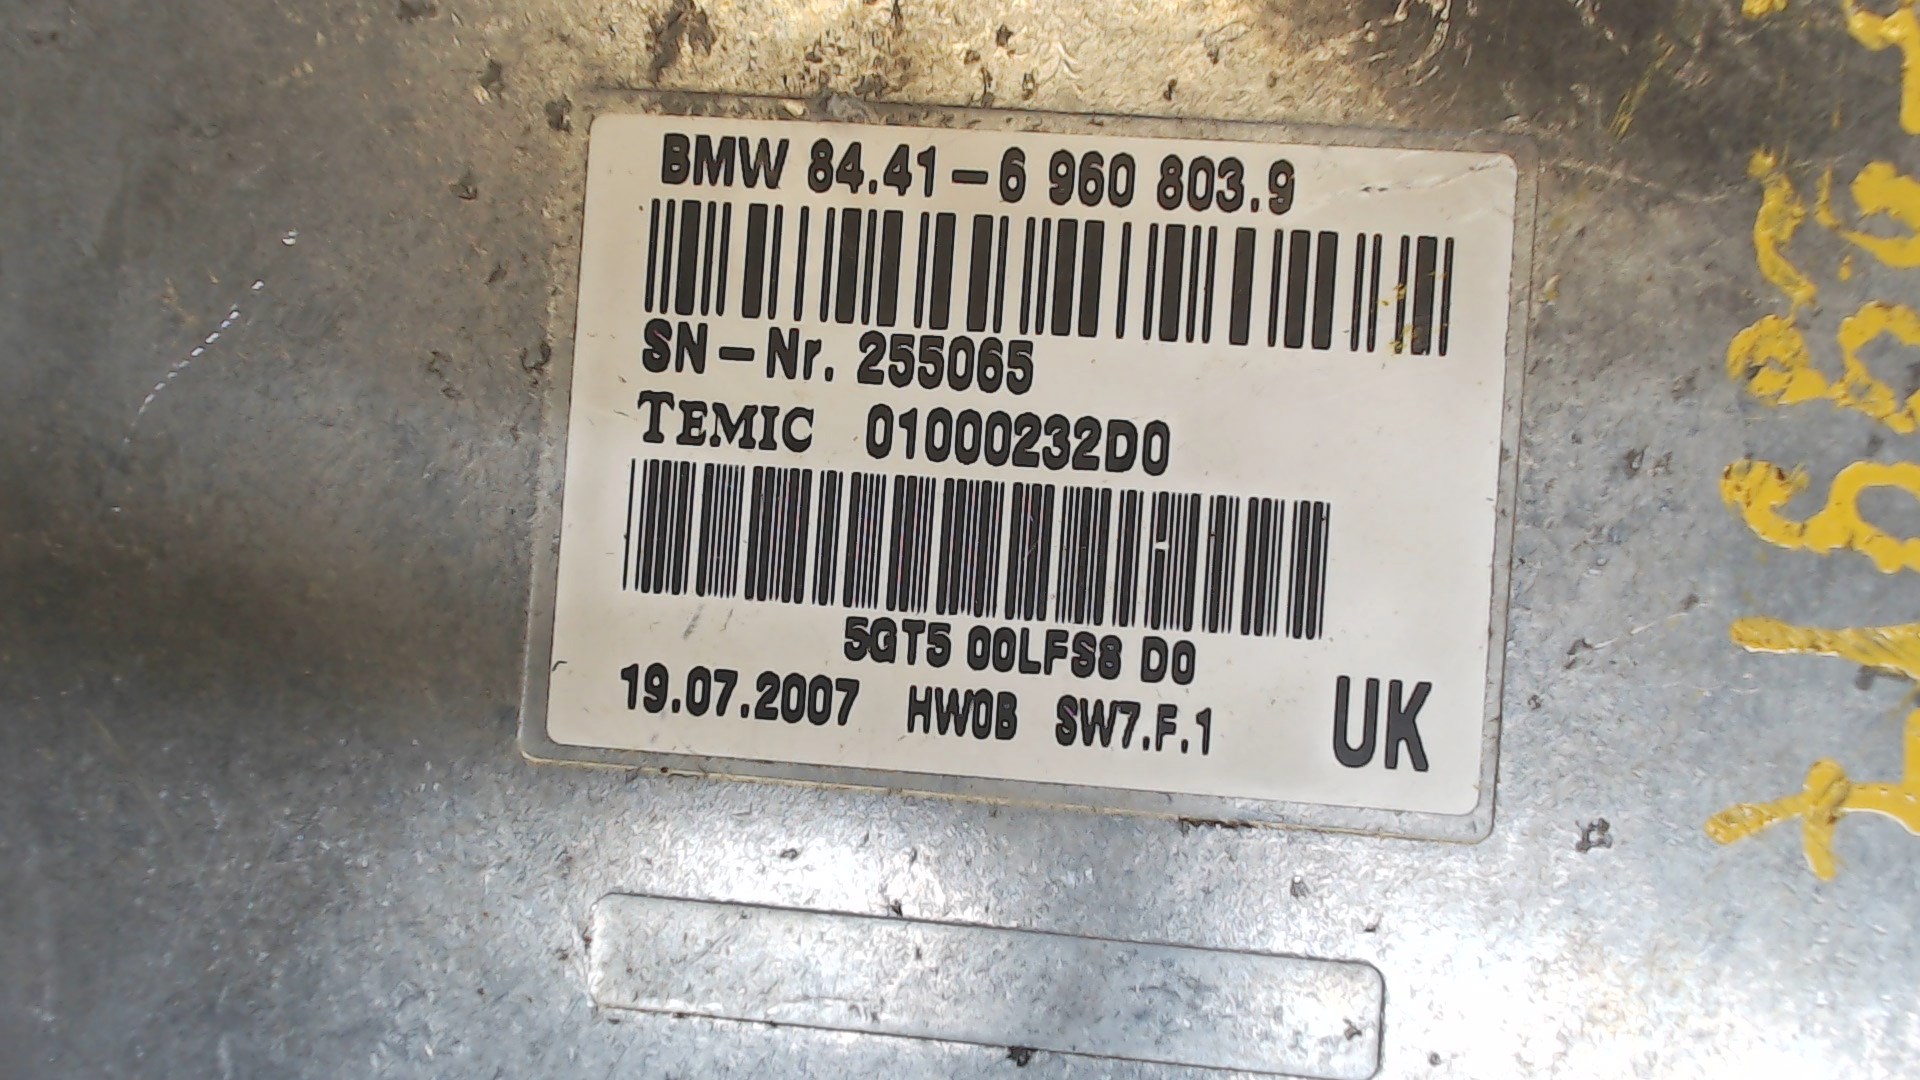 BMW 84.41-6 960 803.9
SN-Nr. 255065
TEMIC 01000232D0
5GT5 00LFS8 D0
19.07.2007 HW0B SW7.F.1 UK